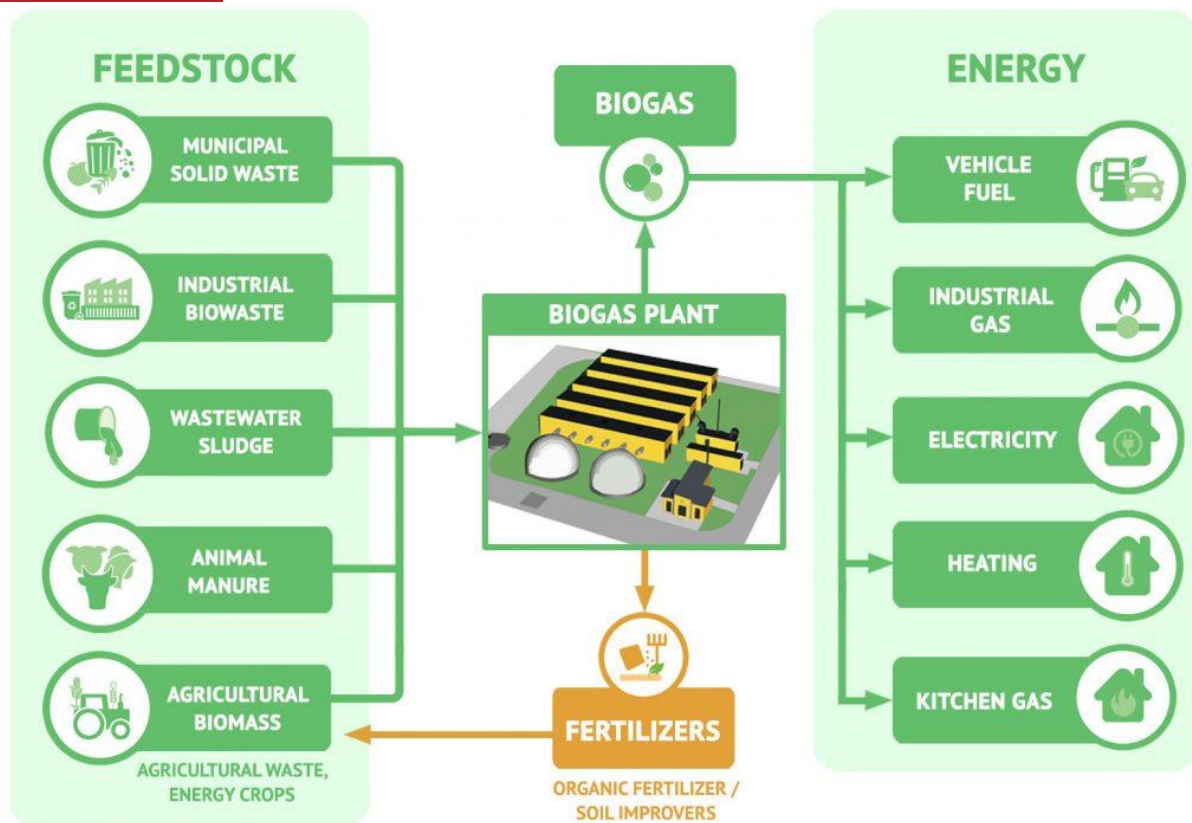 FEEDSTOCK
MUNICIPAL
SOLID WASTE
INDUSTRIAL
BIOWASTE
WASTEWATER
SLUDGE
ANIMAL
MANURE
AGRICULTURAL
BIOMASS
AGRICULTURAL WASTE,
ENERGY CROPS
BIOGAS
BIOGAS PLANT
FERTILIZERS
ORGANIC FERTILIZER /
SOIL IMPROVERS
ENERGY
VEHICLE
FUEL
INDUSTRIAL
GAS
ELECTRICITY
HEATING
KITCHEN GAS